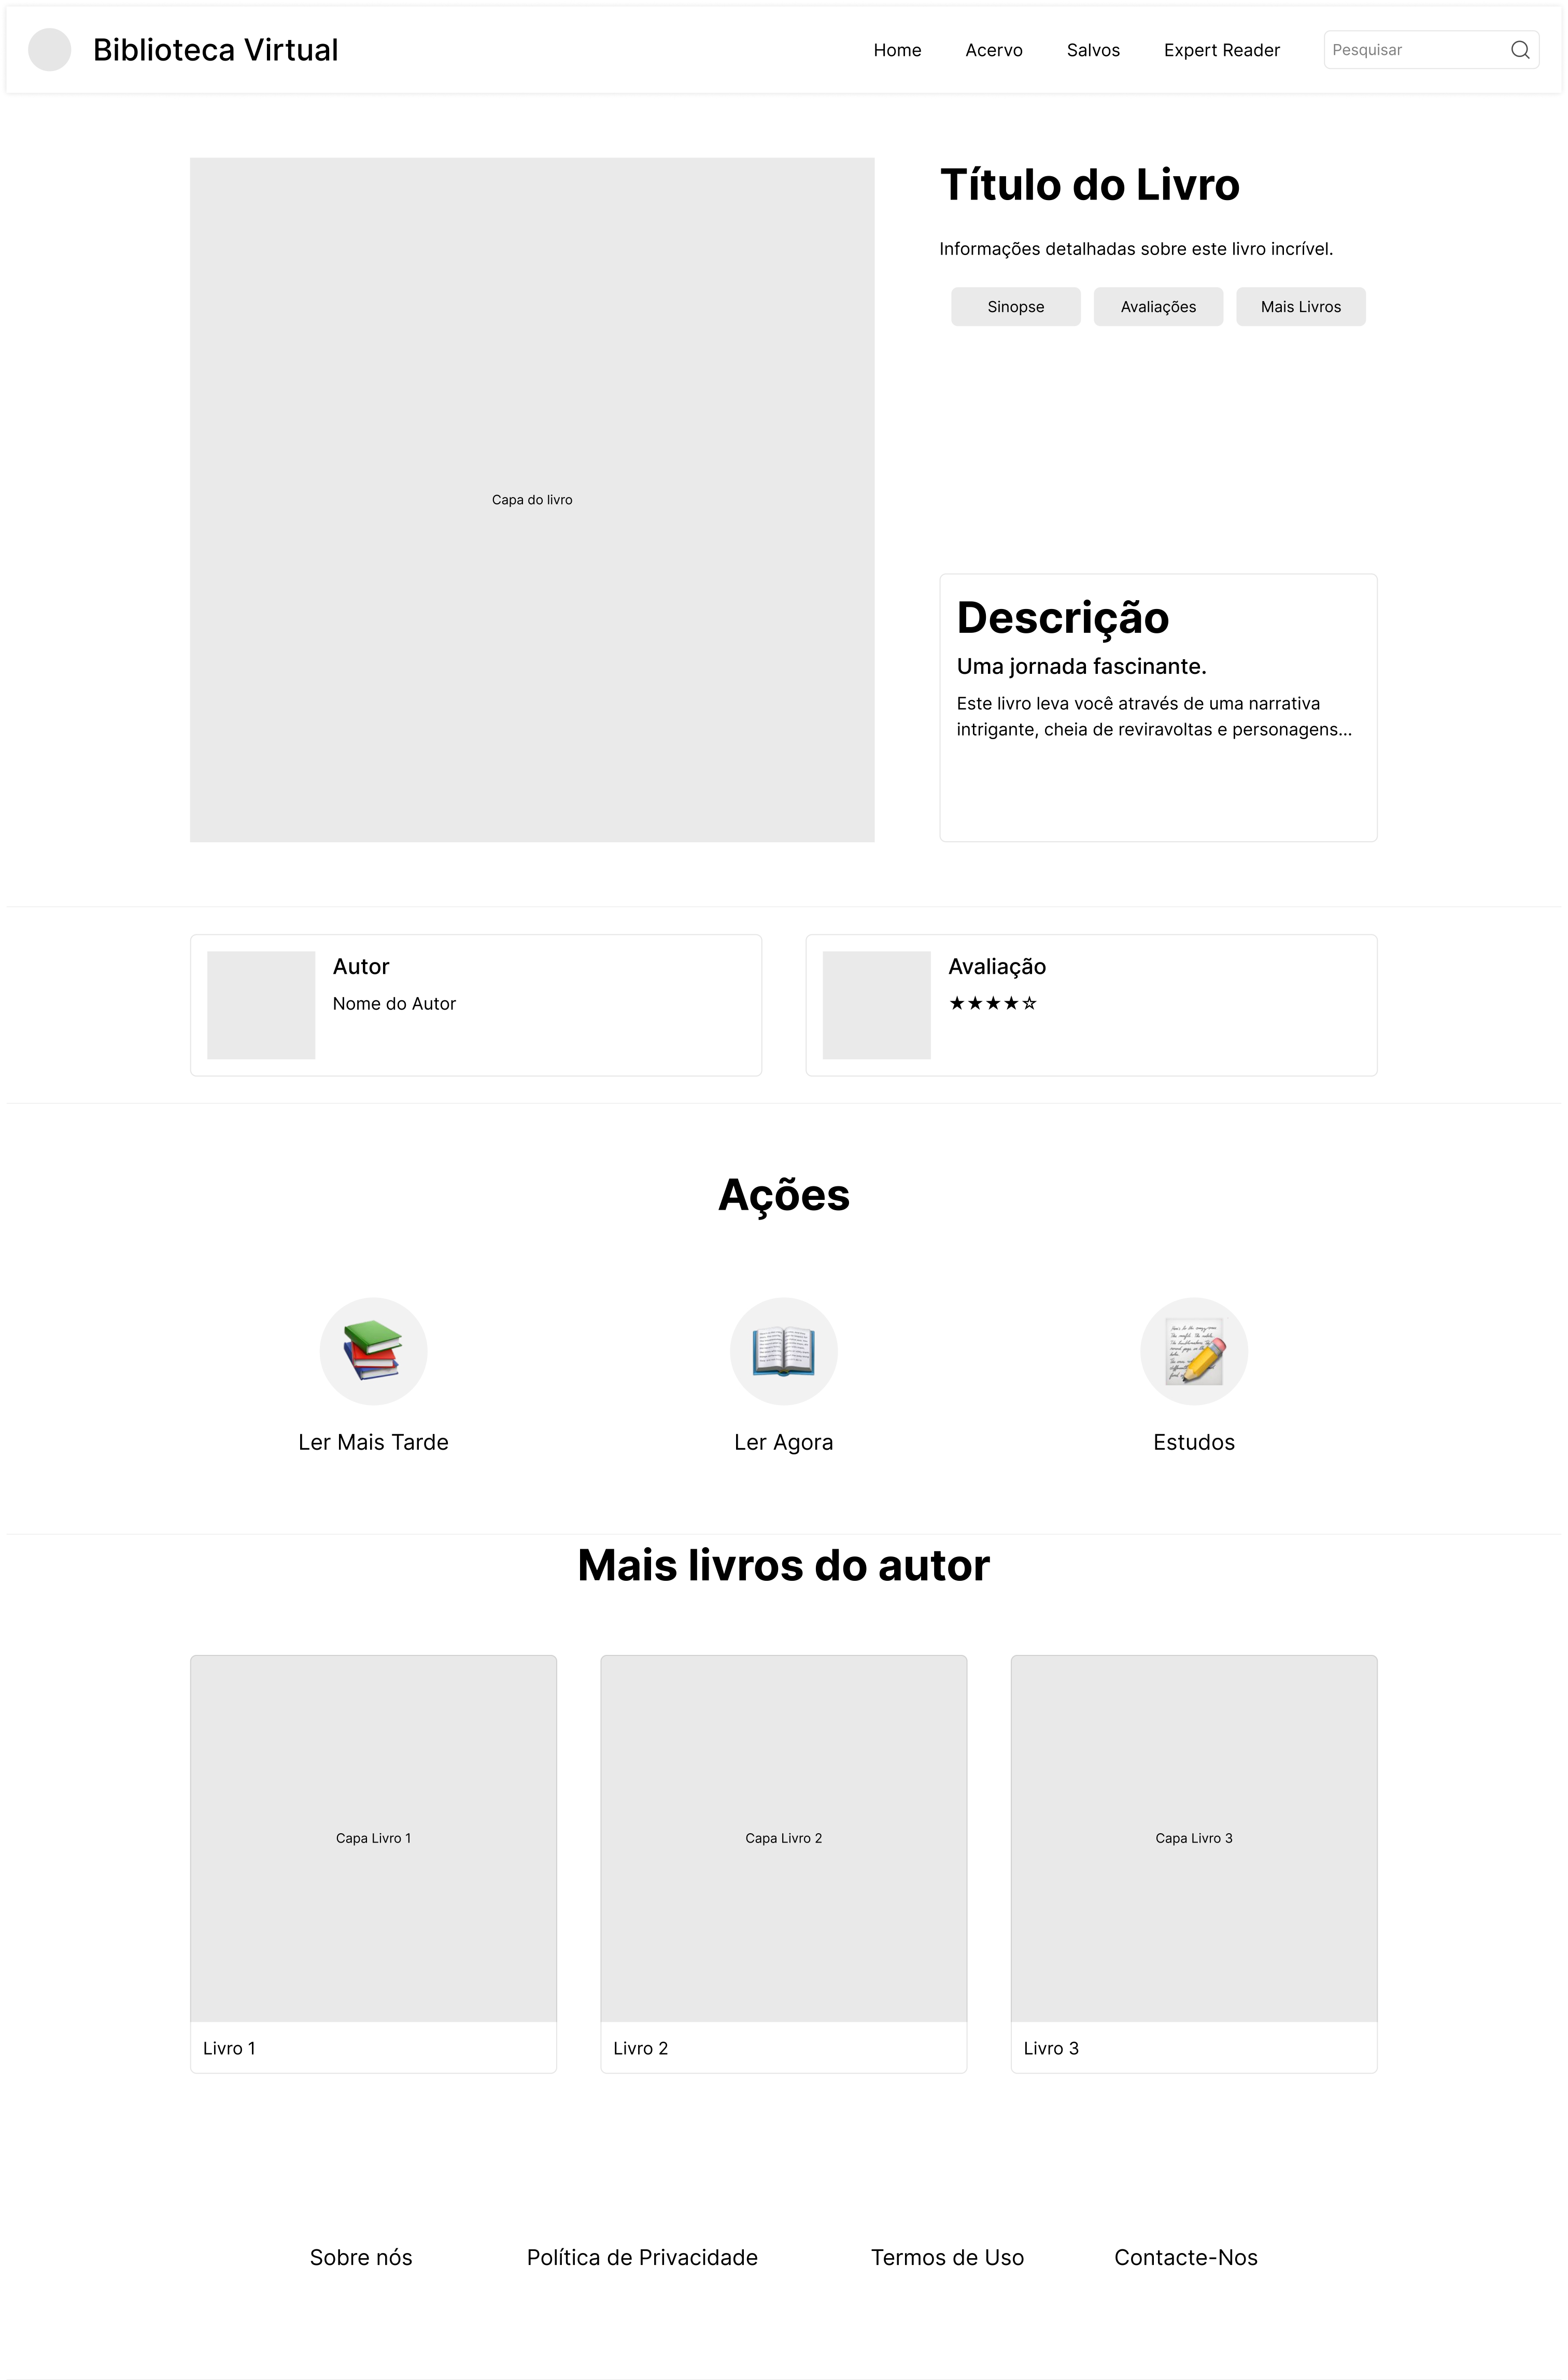 Biblioteca Virtual
Home
Acervo
Salvos
Expert Reader
Pesquisar
Capa do livro
Título do Livro
Informações detalhadas sobre este livro incrível.
Sinopse
Avaliações
Mais Livros
Descrição
Uma jornada fascinante.
Este livro leva você através de uma narrativa
intrigante, cheia de reviravoltas e personagens...
Autor
Nome do Autor
Avaliação
★★★★☆
Ações
Ler Mais Tarde
Ler Agora
Estudos
Mais livros do autor
Capa Livro 1
Capa Livro 2
Capa Livro 3
Livro 1
Livro 2
Livro 3
Sobre nós
Política de Privacidade
Termos de Uso
Contacte-Nos